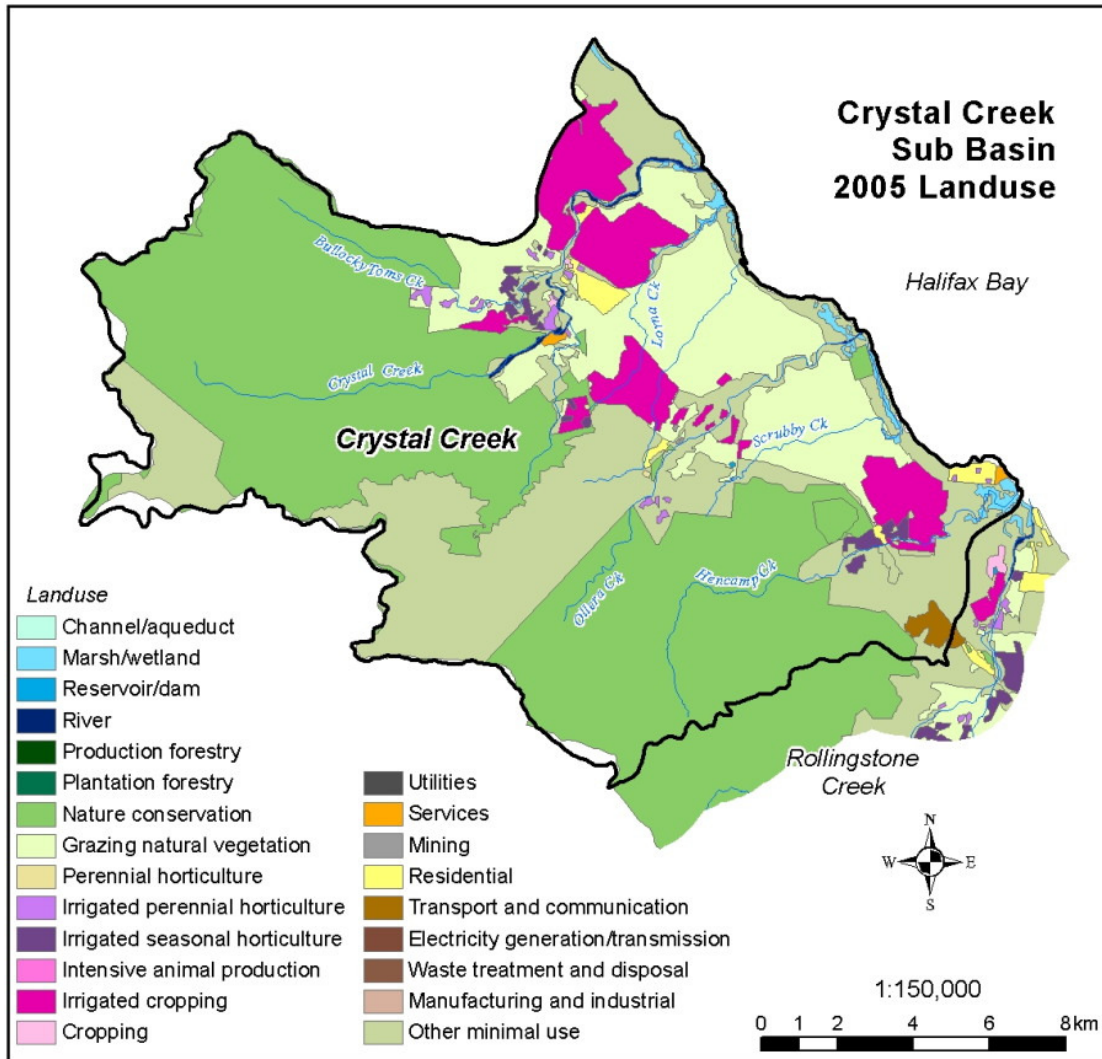 Crystal Creek
Sub Basin
2005 Landuse
Halifax Bay
Bullocky Toms Ck
Lorna Ck
Crystal Creek
Crystal Creek
Scrubby Ck
Hencamp Ck
Ollera Ck
Rollingstone
Creek
Landuse
Channel/aqueduct
Marsh/wetland
Reservoir/dam
River
Production forestry
Plantation forestry
Nature conservation
Grazing natural vegetation
Perennial horticulture
Irrigated perennial horticulture
Irrigated seasonal horticulture
Intensive animal production
Irrigated cropping
Cropping
Utilities
Services
Mining
Residential
Transport and communication
Electricity generation/transmission
Waste treatment and disposal
Manufacturing and industrial
Other minimal use
N
W E
S
1:150,000
0 1 2 4 6 8 km